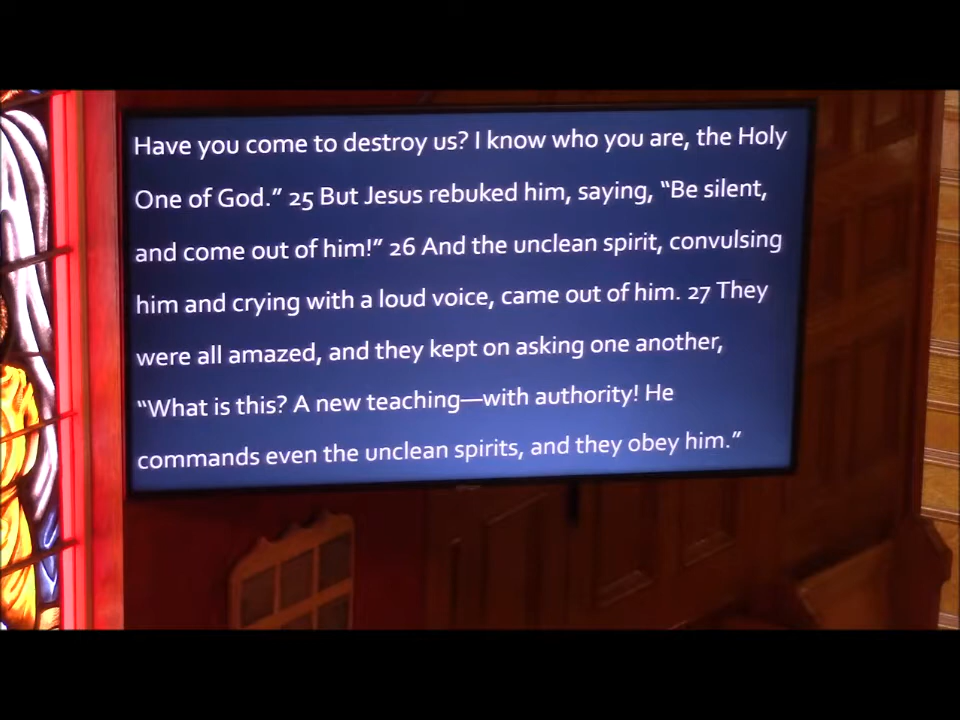 Have you come to destroy us? I know who you are, the Holy
One of God.” 25 But Jesus rebuked him, saying, “Be silent,
and come out of him!” 26 And the unclean spirit, convulsing
him and crying with a loud voice, came out of him. 27 They
were all amazed, and they kept on asking one another,
“What is this? A new teaching—with authority! He
commands even the unclean spirits, and they obey him.”